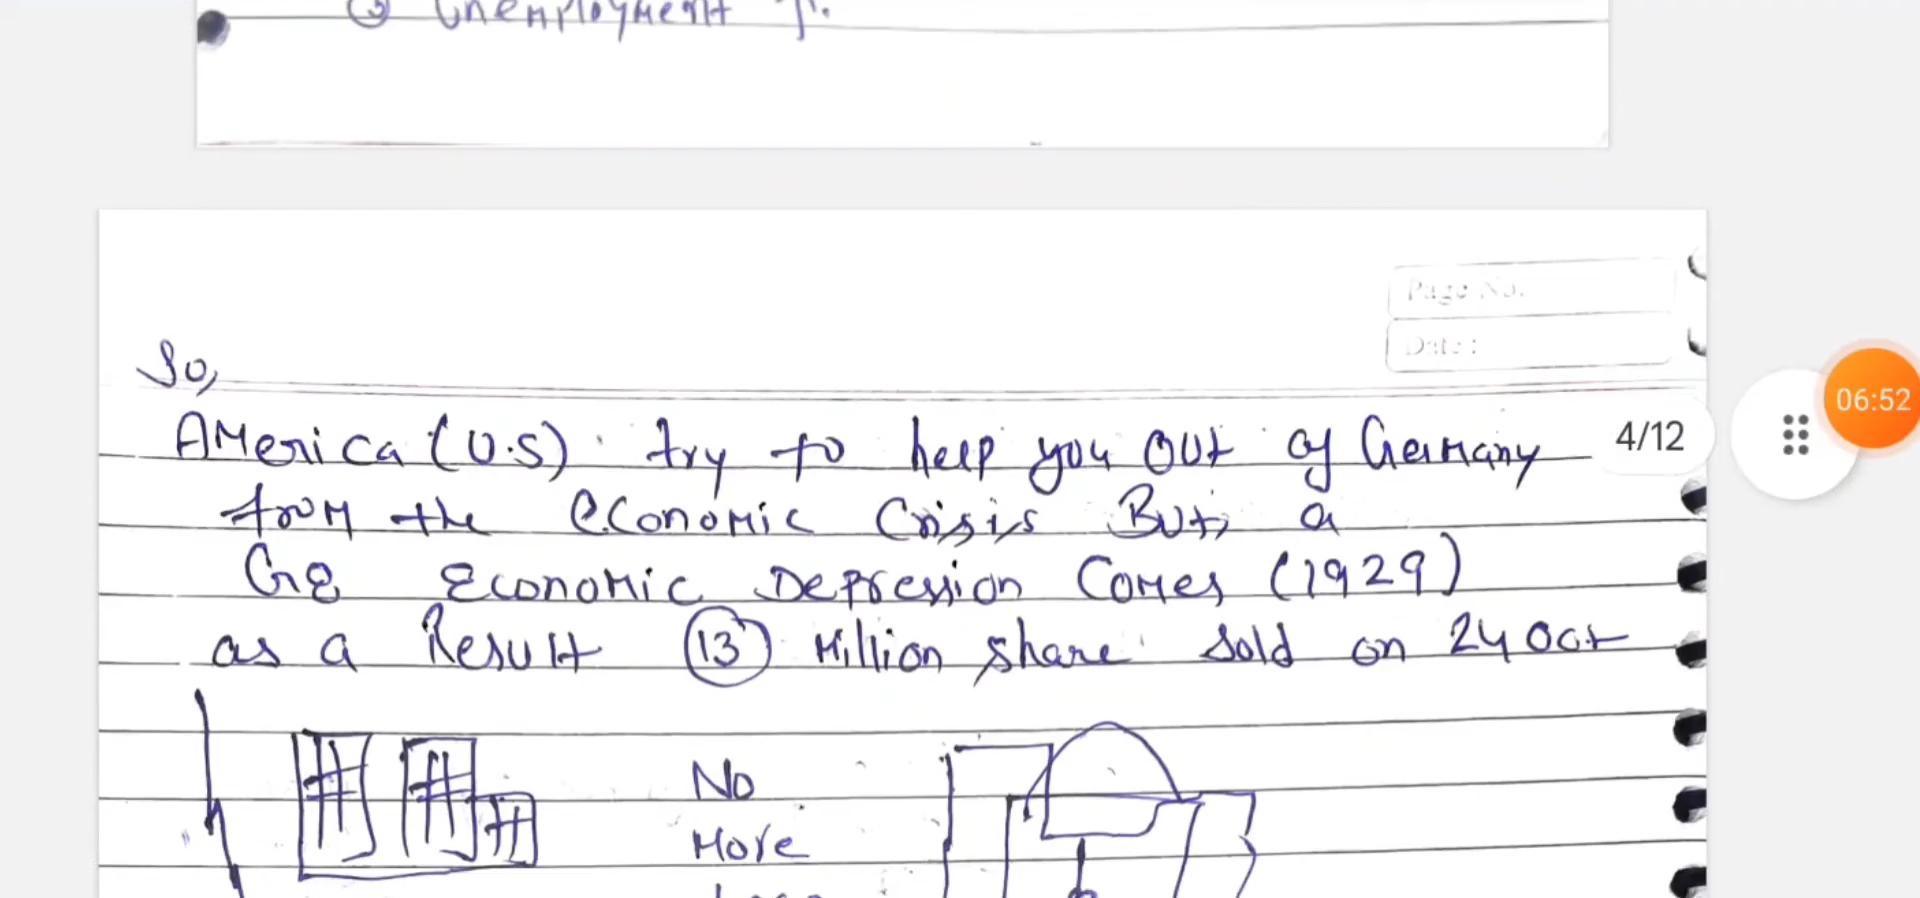 ③ Unemployment ↑.
Page No.
Date:
So,
America (U.S) try to help you out of Germany
from the economic Crisis But, a
Economic Depression Comes (1929)
as a Result 13 Million share sold on 24 Oct
No
More
4/12
06:52